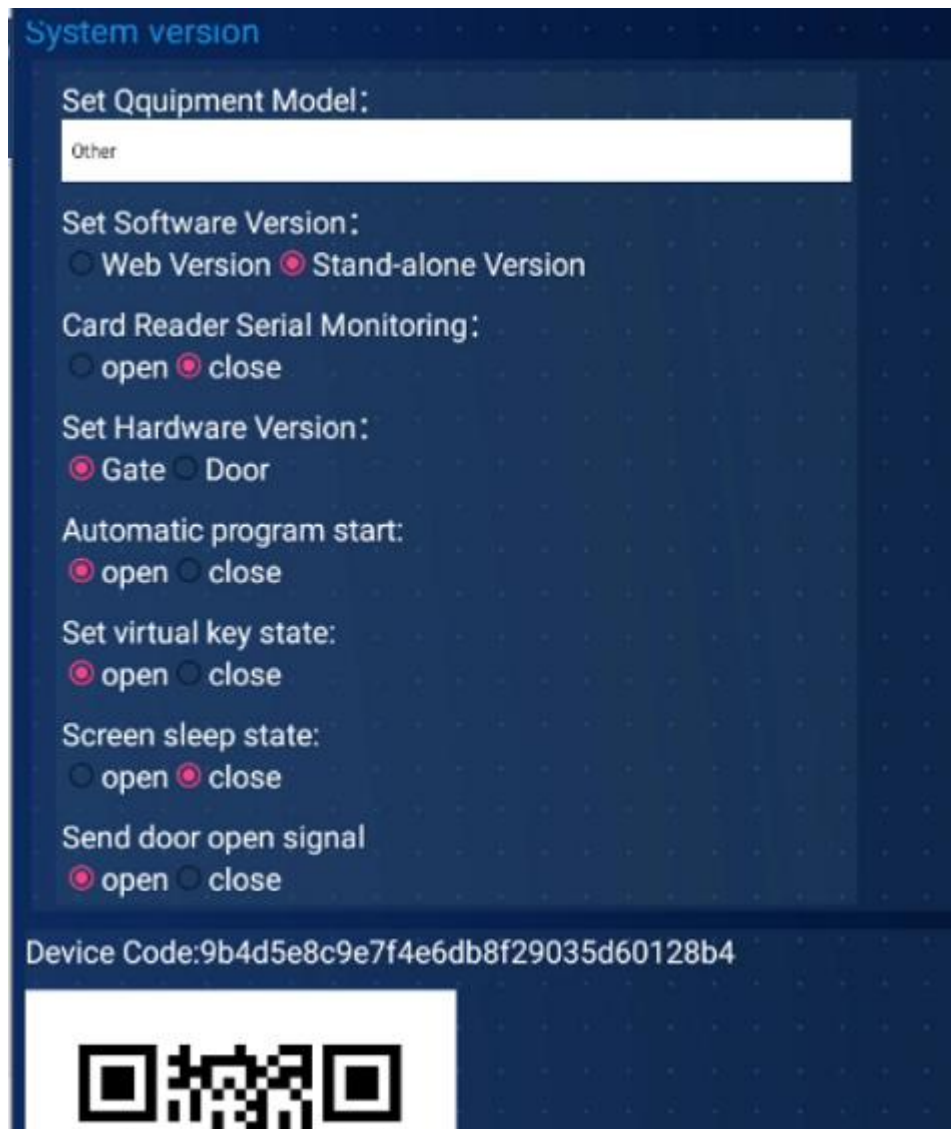 System version
Set Qquipment Model：
Other
Set Software Version：
Web Version Stand-alone Version
Card Reader Serial Monitoring：
open close
Set Hardware Version：
Gate Door
Automatic program start:
open close
Set virtual key state:
open close
Screen sleep state:
open close
Send door open signal
open close
Device Code:9b4d5e8c9e7f4e6db8f29035d60128b4